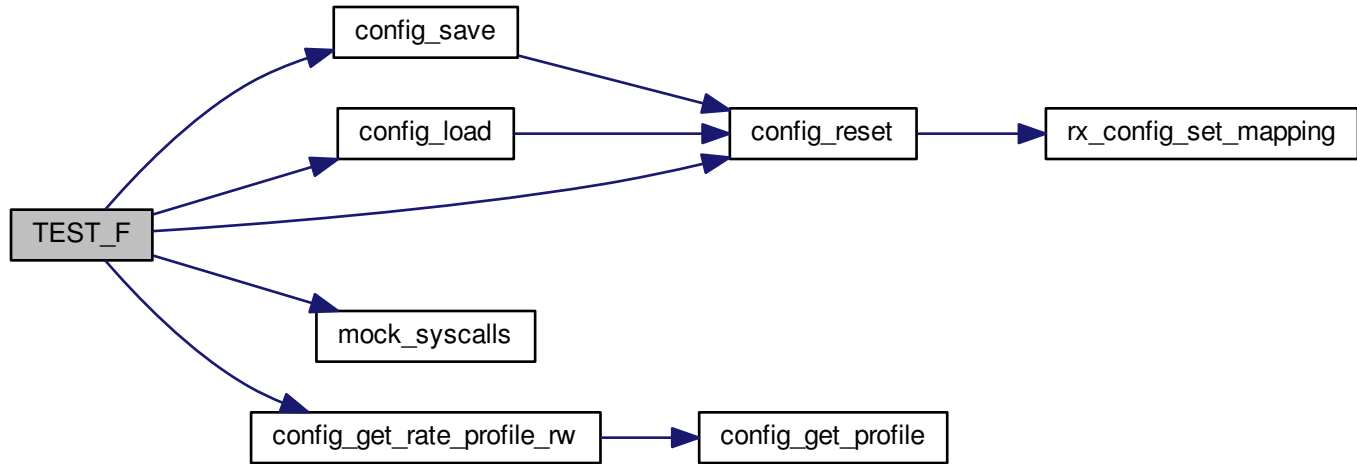 config_save
config_load
config_reset
rx_config_set_mapping
TEST_F
mock_syscalls
config_get_rate_profile_rw
config_get_profile